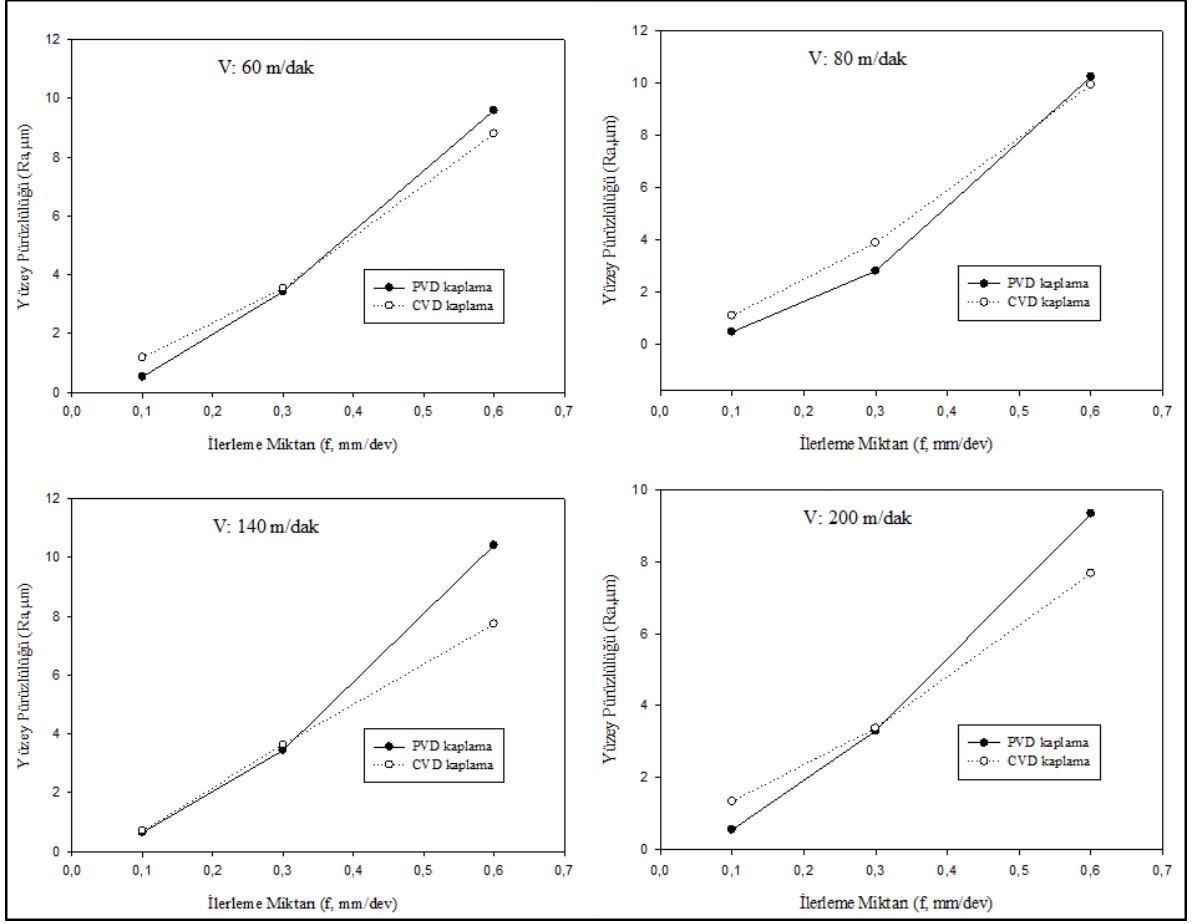 V: 60 m/dak
Yüzey Pürüzlülüğü (Ra,µm)
12
10
8
6
4
2
0
PVD kaplama
CVD kaplama
0,0 0,1 0,2 0,3 0,4 0,5 0,6 0,7
İlerleme Miktarı (f, mm/dev)
V: 80 m/dak
Yüzey Pürüzlülüğü (Ra,µm)
12
10
8
6
4
2
0
PVD kaplama
CVD kaplama
0,0 0,1 0,2 0,3 0,4 0,5 0,6 0,7
İlerleme Miktarı (f, mm/dev)
V: 140 m/dak
Yüzey Pürüzlülüğü (Ra,µm)
12
10
8
6
4
2
0
PVD kaplama
CVD kaplama
0,0 0,1 0,2 0,3 0,4 0,5 0,6 0,7
İlerleme Miktarı (f, mm/dev)
V: 200 m/dak
Yüzey Pürüzlülüğü (Ra,µm)
10
8
6
4
2
0
PVD kaplama
CVD kaplama
0,0 0,1 0,2 0,3 0,4 0,5 0,6 0,7
İlerleme Miktarı (f, mm/dev)